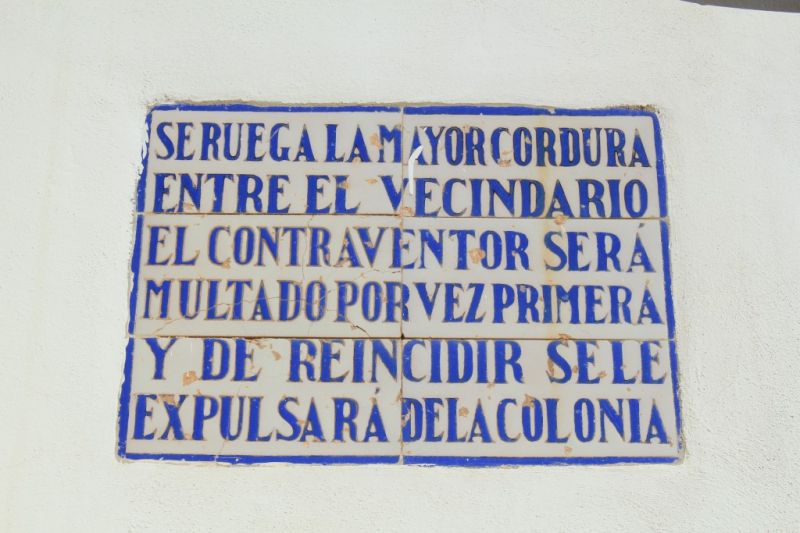 SE RUEGA LA MAYOR CORDURA
ENTRE EL VECINDARIO
EL CONTRAVENTOR SERÁ
MULTADO POR VEZ PRIMERA
Y DE REINCIDIR SE LE
EXPULSARÁ DE LA COLONIA